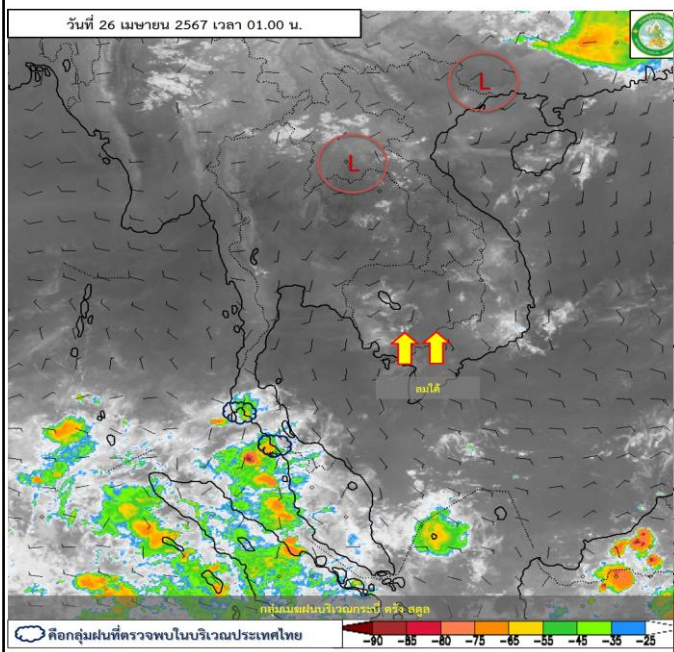 วันที่ 26 เมษายน 2567 เวลา 01.00 น.
L
L
ลมใต้
กลุ่มเมฆฝนบริเวณกระบี่ ตรัง สตูล
คือกลุ่มฝนที่ตรวจพบในบริเวณประเทศไทย
-90 -85 -80 -75 -65 -55 -45 -35 -25